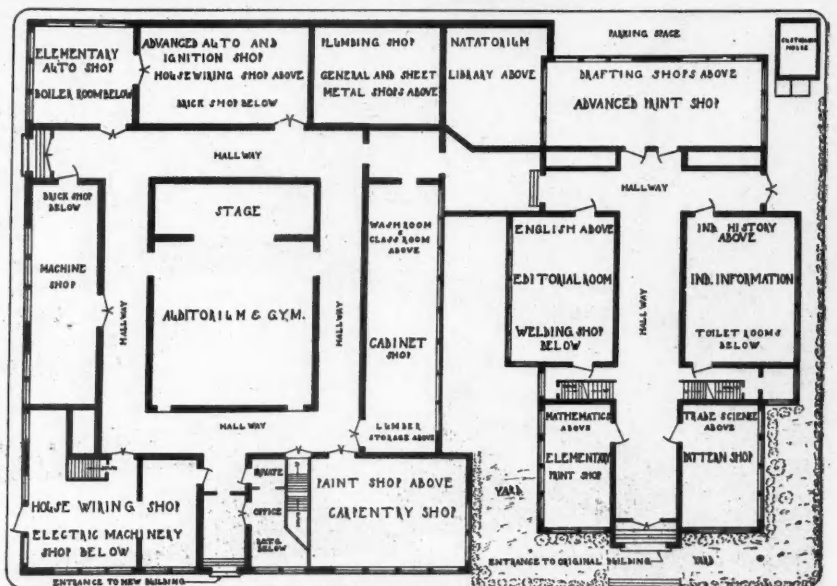 ELEMENTARY
AUTO SHOP
BOILER ROOM BELOW
ADVANCED AUTO AND
IGNITION SHOP
HOUSEWIRING SHOP ABOVE
BRICK SHOP BELOW
PLUMBING SHOP
GENERAL AND SHEET
METAL SHOPS ABOVE
NATATORIUM
LIBRARY ABOVE
PARKING SPACE
HOUSE
DRAFTING SHOPS ABOVE
ADVANCED PRINT SHOP
HALLWAY
HALLWAY
BRICK SHOP
BELOW
MACHINE
SHOP
HALLWAY
STAGE
AUDITORIUM & GYM.
HALLWAY
HALLWAY
WASH ROOM
&
CLASS ROOM
ABOVE
CABINET
SHOP
LUMBER
STORAGE ABOVE
ENGLISH ABOVE
EDITORIAL ROOM
WELDING SHOP
BELOW
HALLWAY
IND. HISTORY
ABOVE
IND. INFORMATION
TOILET ROOMS
BELOW
MATHEMATICS
ABOVE
ELEMENTARY
PRINT SHOP
TRADE SCIENCE
ABOVE
PATTERN SHOP
HOUSE WIRING SHOP
ELECTRIC MACHINERY
SHOP BELOW
PRIVATE
OFFICE
BELOW
PAINT SHOP ABOVE
CARPENTRY SHOP
YARD
ENTRANCE TO NEW BUILDING
ENTRANCE TO ORIGINAL BUILDING
YARD